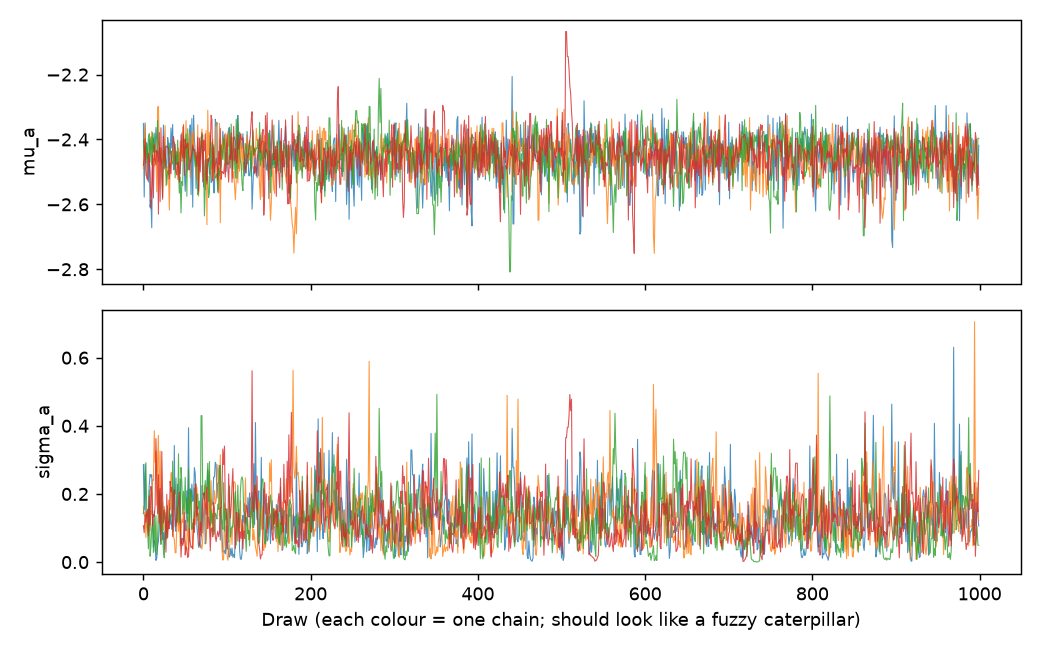 mu_a
−2.2
−2.4
−2.6
−2.8
sigma_a
0.6
0.4
0.2
0.0
0 200 400 600 800 1000
Draw (each colour = one chain; should look like a fuzzy caterpillar)